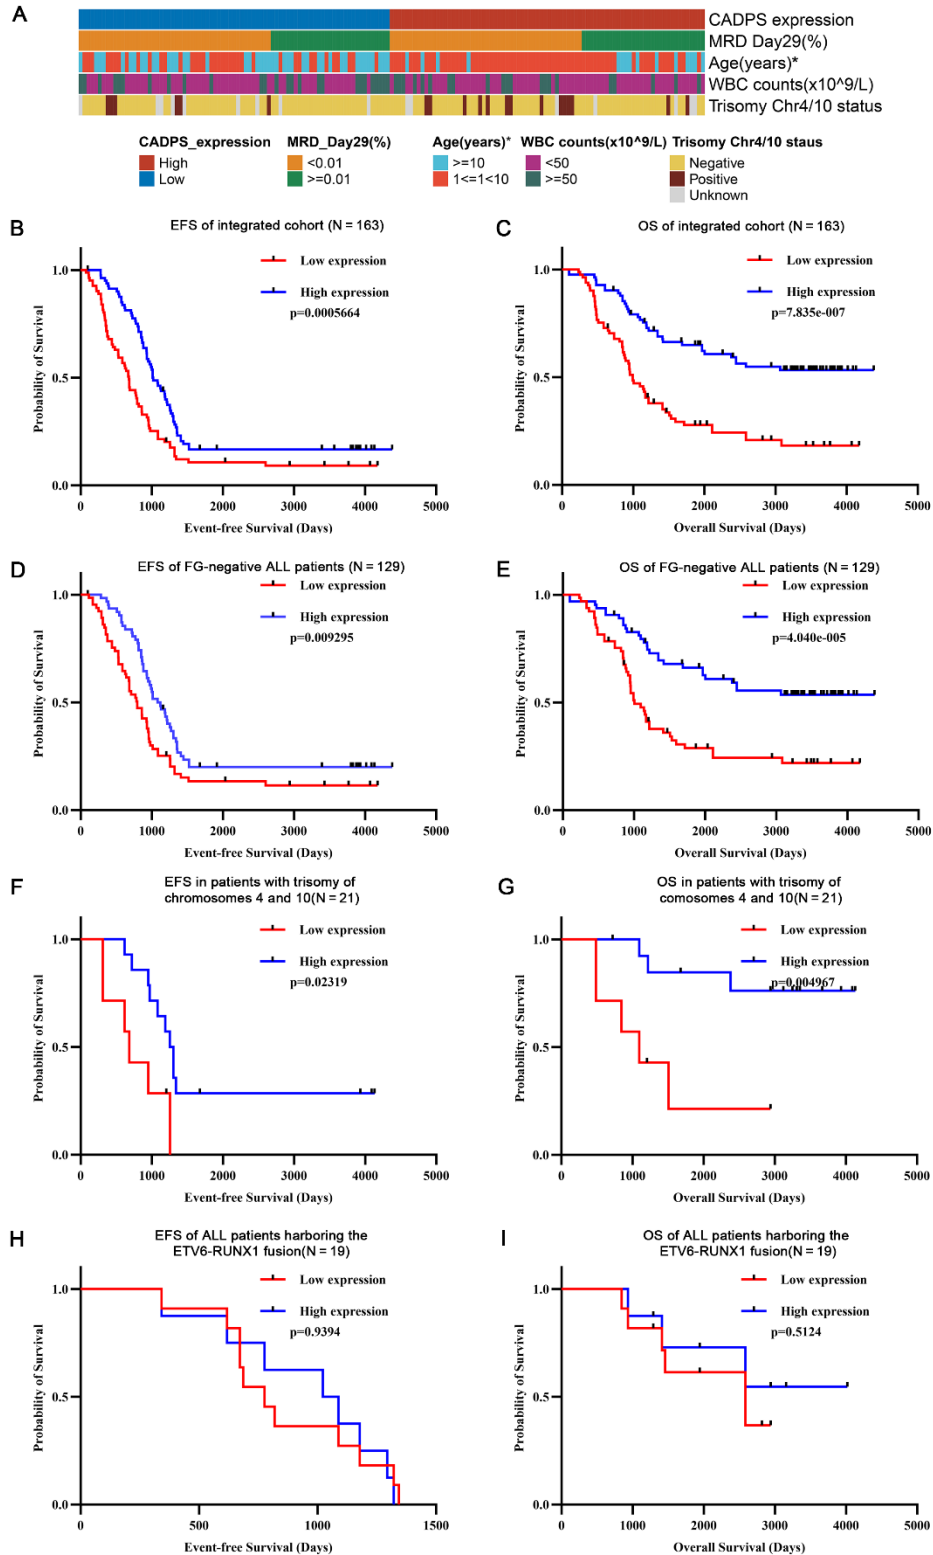 A
CADPS expression
MRD Day29(%)
Age(years)*
WBC counts(x10^9/L)
Trisomy Chr4/10 status
CADPS_expression MRD_Day29(%) Age(years)* WBC counts(x10^9/L) Trisomy Chr4/10 staus
High <0.01 >=10 <50 Negative
Low >=0.01 1<=1<10 >=50 Positive
Unknown
B
EFS of integrated cohort (N = 163)
Low expression
High expression
p=0.0005664
Probability of Survival
1.0
0.5
0.0
0 1000 2000 3000 4000 5000
Event-free Survival (Days)
C
OS of integrated cohort (N = 163)
Low expression
High expression
p=7.835e-007
Probability of Survival
1.0
0.5
0.0
0 1000 2000 3000 4000 5000
Overall Survival (Days)
D
EFS of FG-negative ALL patients (N = 129)
Low expression
High expression
p=0.009295
Probability of Survival
1.0
0.5
0.0
0 1000 2000 3000 4000 5000
Event-free Survival (Days)
E
OS of FG-negative ALL patients (N = 129)
Low expression
High expression
p=4.040e-005
Probability of Survival
1.0
0.5
0.0
0 1000 2000 3000 4000 5000
Overall Survival (Days)
F
EFS in patients with trisomy of
chromosomes 4 and 10(N = 21)
Low expression
High expression
p=0.02319
Probability of Survival
1.0
0.5
0.0
0 1000 2000 3000 4000 5000
Event-free Survival (Days)
G
OS in patients with trisomy of
comosomes 4 and 10(N = 21)
Low expression
High expression
p=0.004967
Probability of Survival
1.0
0.5
0.0
0 1000 2000 3000 4000 5000
Overall Survival (Days)
H
EFS of ALL patients harboring the
ETV6-RUNX1 fusion(N = 19)
Low expression
High expression
p=0.9394
Probability of Survival
1.0
0.5
0.0
0 500 1000 1500
Event-free Survival (Days)
I
OS of ALL patients harboring the
ETV6-RUNX1 fusion(N = 19)
Low expression
High expression
p=0.5124
Probability of Survival
1.0
0.5
0.0
0 1000 2000 3000 4000 5000
Overall Survival (Days)